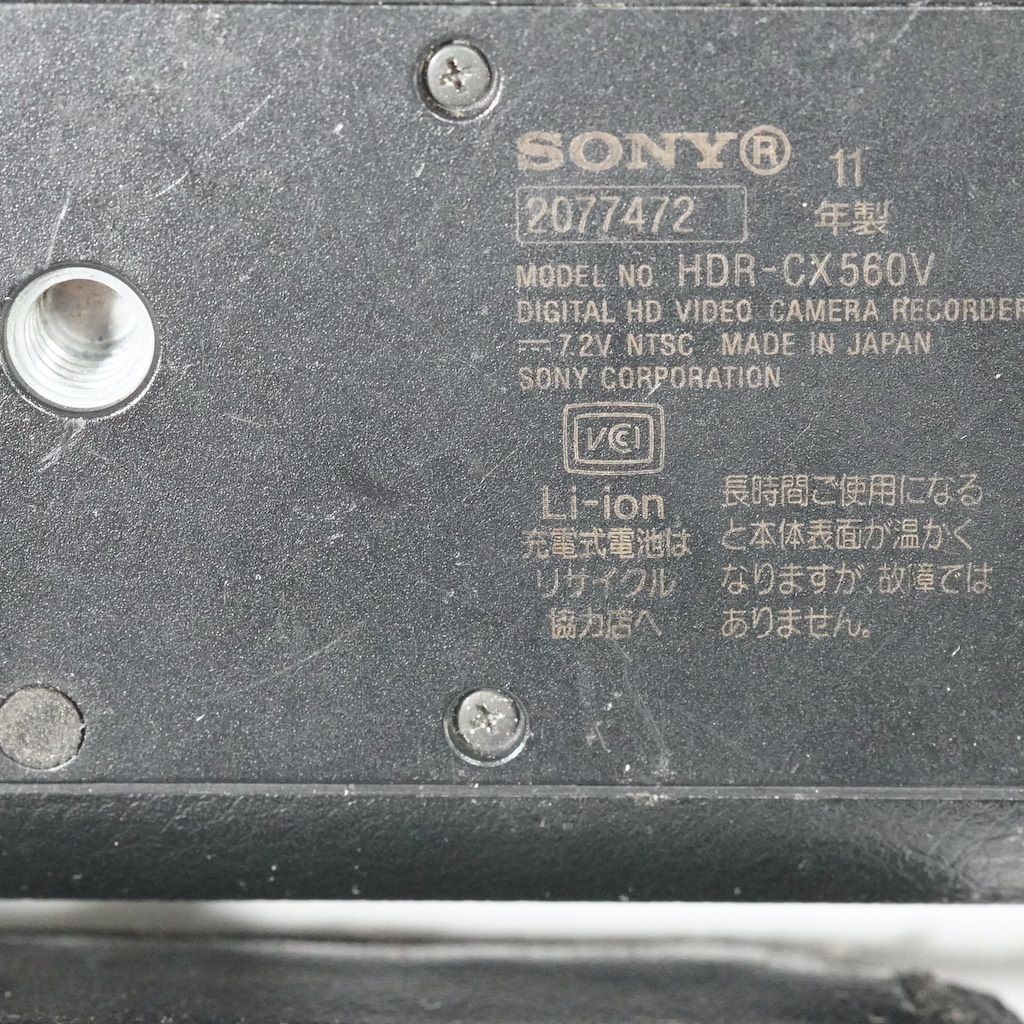 SONY®
11
年製
2077472
MODEL NO. HDR-CX560V
DIGITAL HD VIDEO CAMERA RECORDER
⎓7.2V NTSC MADE IN JAPAN
SONY CORPORATION
VCCI
Li-ion
充電式電池は
リサイクル
協力店へ
長時間ご使用になる
と本体表面が温かく
なりますが、故障では
ありません。